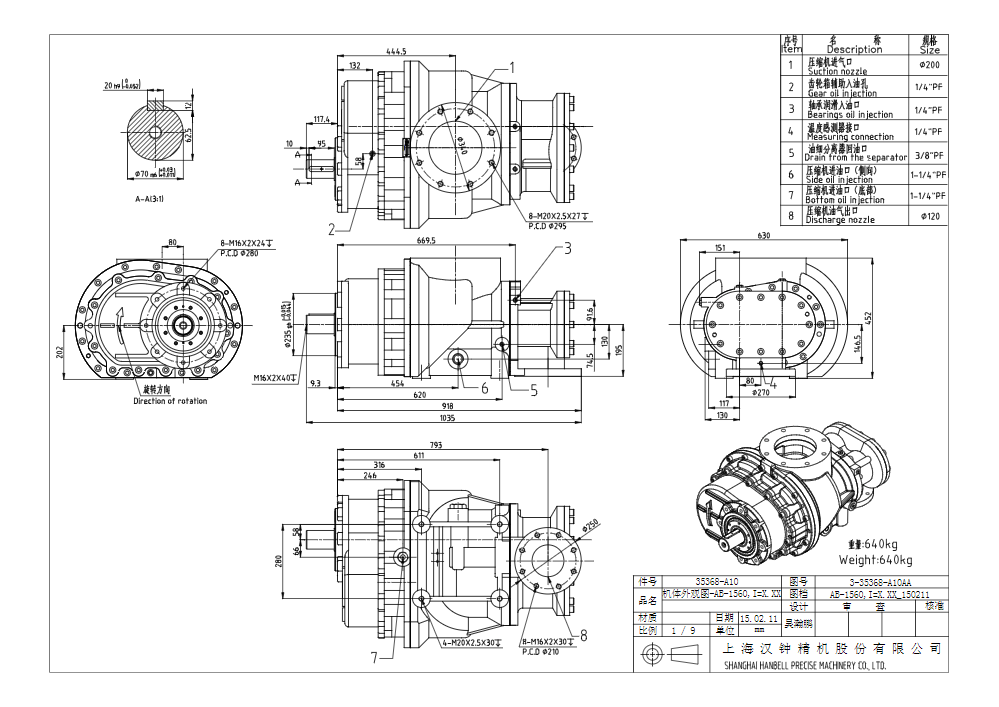 序号 名 称 规格
Item Description Size
1 压缩机进气口 Φ200
Suction nozzle
2 齿轮箱辅助入油孔 1/4"PF
Gear oil injection
3 轴承润滑入油口 1/4"PF
Bearings oil injection
4 温度感测器接口 1/4"PF
Measuring connection
5 油细分离器回油口 3/8"PF
Drain from the separator
6 压缩机进油口（侧向） 1-1/4"PF
Side oil injection
7 压缩机进油口（底部） 1-1/4"PF
Bottom oil injection
8 压缩机油气出口 Φ120
Discharge nozzle
20 h9
12
62.5
Φ70 m6
A-A(3:1)
444.5
132
117.4
10 95
A
A
58
Φ340
1
2
8-M20X2.5X27
P.C.D Φ295
80
8-M16X2X24
P.C.D Φ280
202
旋转方向
Direction of rotation
669.5
3
Φ235 g6
M16X2X40
9.3
454
620
918
1035
6
5
91.6
74.5
130
195
630
151
452
146.5
80
4
Φ270
117
130
793
611
316
246
58
66
280
Φ250
4-M20X2.5X30
8-M16X2X30
P.C.D Φ210
7
8
重量:640kg
Weight:640kg
件号 35368-A10 图号 3-35368-A10AA
品名 机体外观图-AB-1560,I=X.XX 图档 AB-1560,I=X.XX_150211
设计 审 查 核准
材质 日期 15.02.11 吴瀚鹏
比例 1 / 9 单位 mm
上海汉钟精机股份有限公司
SHANGHAI HANBELL PRECISE MACHINERY CO., LTD.